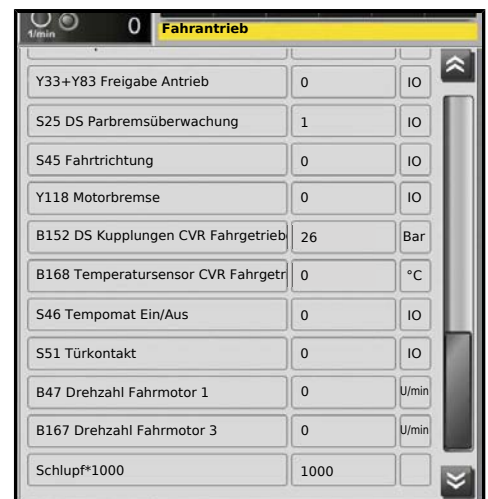 1/min 0 Fahrantrieb
Y33+Y83 Freigabe Antrieb 0 IO
S25 DS Parbremsüberwachung 1 IO
S45 Fahrtrichtung 0 IO
Y118 Motorbremse 0 IO
B152 DS Kupplungen CVR Fahrgetrieb 26 Bar
B168 Temperatursensor CVR Fahrgetr 0 °C
S46 Tempomat Ein/Aus 0 IO
S51 Türkontakt 0 IO
B47 Drehzahl Fahrmotor 1 0 U/min
B167 Drehzahl Fahrmotor 3 0 U/min
Schlupf*1000 1000